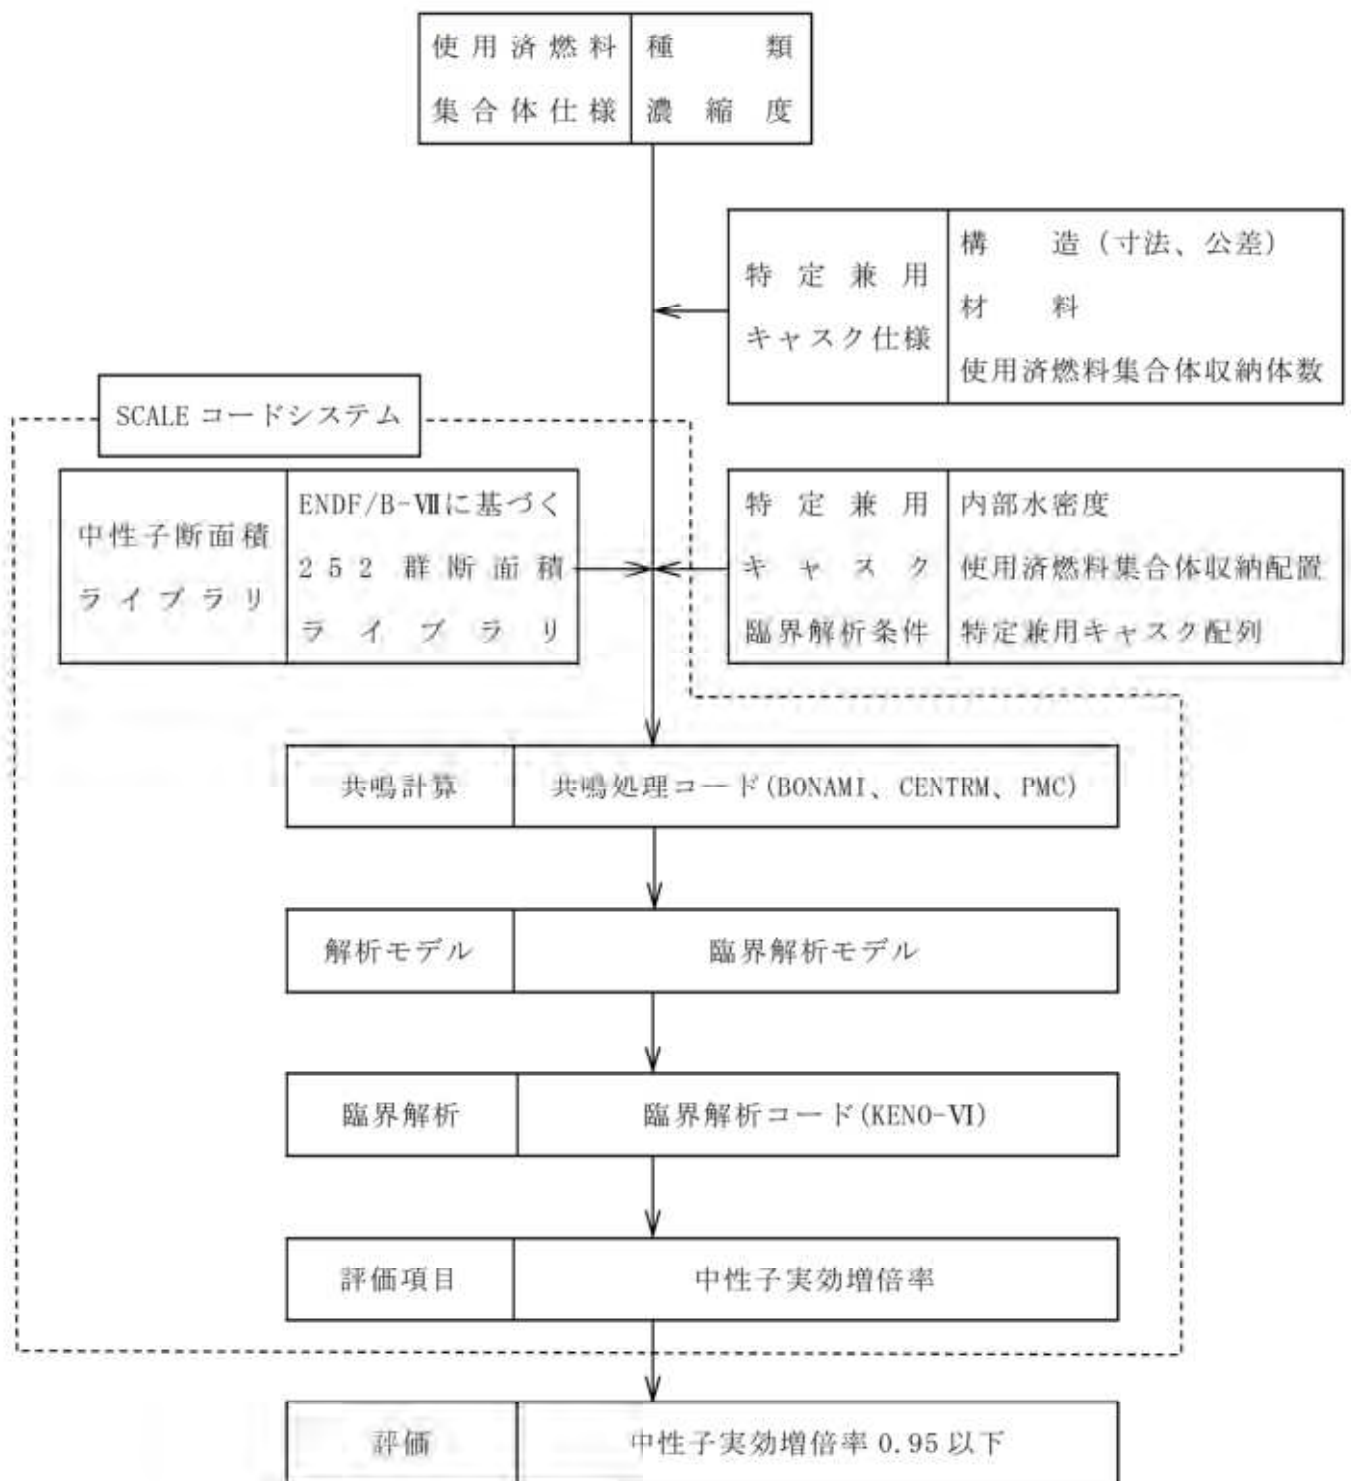 使用済燃料 種類
集合体仕様 濃縮度
特定兼用
キャスク仕様
構造(寸法、公差)
材料
使用済燃料集合体収納体数
SCALE コードシステム
中性子断面積
ライブラリ
ENDF/B-Ⅶに基づく
252 群断面積
ライブラリ
特定兼用
キャスク
臨界解析条件
内部水密度
使用済燃料集合体収納配置
特定兼用キャスク配列
共鳴計算 共鳴処理コード(BONAMI、CENTRM、PMC)
解析モデル 臨界解析モデル
臨界解析 臨界解析コード(KENO-Ⅵ)
評価項目 中性子実効増倍率
評価 中性子実効増倍率 0.95 以下